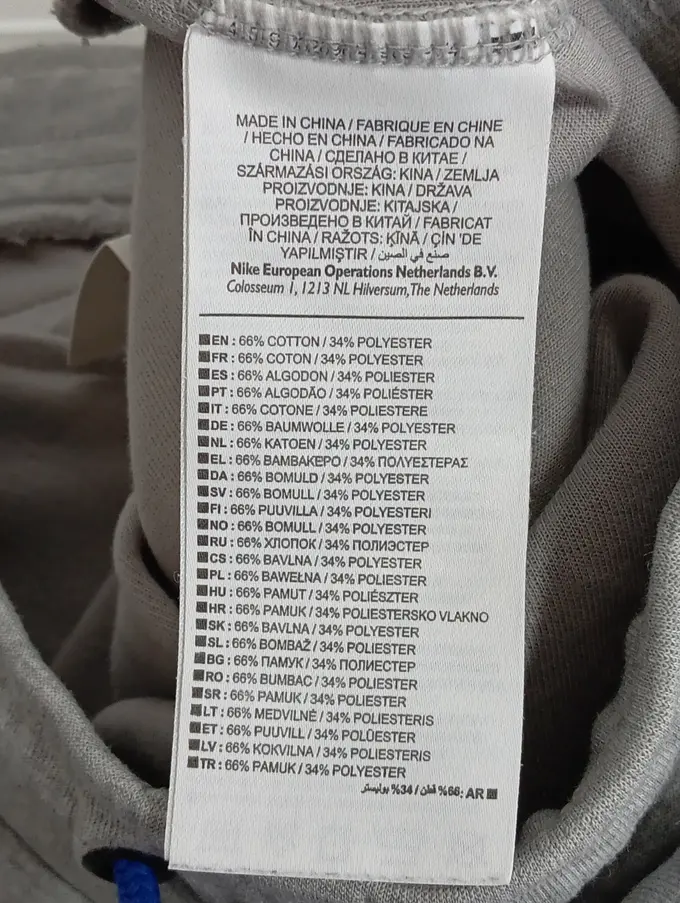 MADE IN CHINA / FABRIQUE EN CHINE
/ HECHO EN CHINA / FABRICADO NA
CHINA / СДЕЛАНО В КИТАЕ /
SZÁRMAZÁSI ORSZÁG: KINA / ZEMLJA
PROIZVODNJE: KINA / DRŽAVA
PROIZVODNJE: KITAJSKA /
ПРОИЗВЕДЕНО В КИТАЙ / FABRICAT
ÎN CHINA / RAŽOTS: ĶĪNĀ / ÇIN 'DE
YAPILMIŞTIR / صنع في الصين
Nike European Operations Netherlands B.V.
Colosseum 1, 1213 NL Hilversum, The Netherlands
EN : 66% COTTON / 34% POLYESTER
FR : 66% COTON / 34% POLYESTER
ES : 66% ALGODON / 34% POLIESTER
PT : 66% ALGODÃO / 34% POLIÉSTER
IT : 66% COTONE / 34% POLIESTERE
DE : 66% BAUMWOLLE / 34% POLYESTER
NL : 66% KATOEN / 34% POLYESTER
EL : 66% ΒΑΜΒΑΚΕΡΟ / 34% ΠΟΛΥΕΣΤΕΡΑΣ
DA : 66% BOMULD / 34% POLYESTER
SV : 66% BOMULL / 34% POLYESTER
FI : 66% PUUVILLA / 34% POLYESTERI
NO : 66% BOMULL / 34% POLYESTER
RU : 66% ХЛОПОК / 34% ПОЛИЭСТЕР
CS : 66% BAVLNA / 34% POLYESTER
PL : 66% BAWEŁNA / 34% POLIESTER
HU : 66% PAMUT / 34% POLIÉSZTER
HR : 66% PAMUK / 34% POLIESTERSKO VLAKNO
SK : 66% BAVLNA / 34% POLYESTER
SL : 66% BOMBAŽ / 34% POLIESTER
BG : 66% ПАМУК / 34% ПОЛИЕСТЕР
RO : 66% BUMBAC / 34% POLIESTER
SR : 66% PAMUK / 34% POLIESTER
LT : 66% MEDVILNĖ / 34% POLIESTERIS
ET : 66% PUUVILL / 34% POLÜESTER
LV : 66% KOKVILNA / 34% POLIESTERIS
TR : 66% PAMUK / 34% POLYESTER
AR :66% قطن / 34% بوليستر